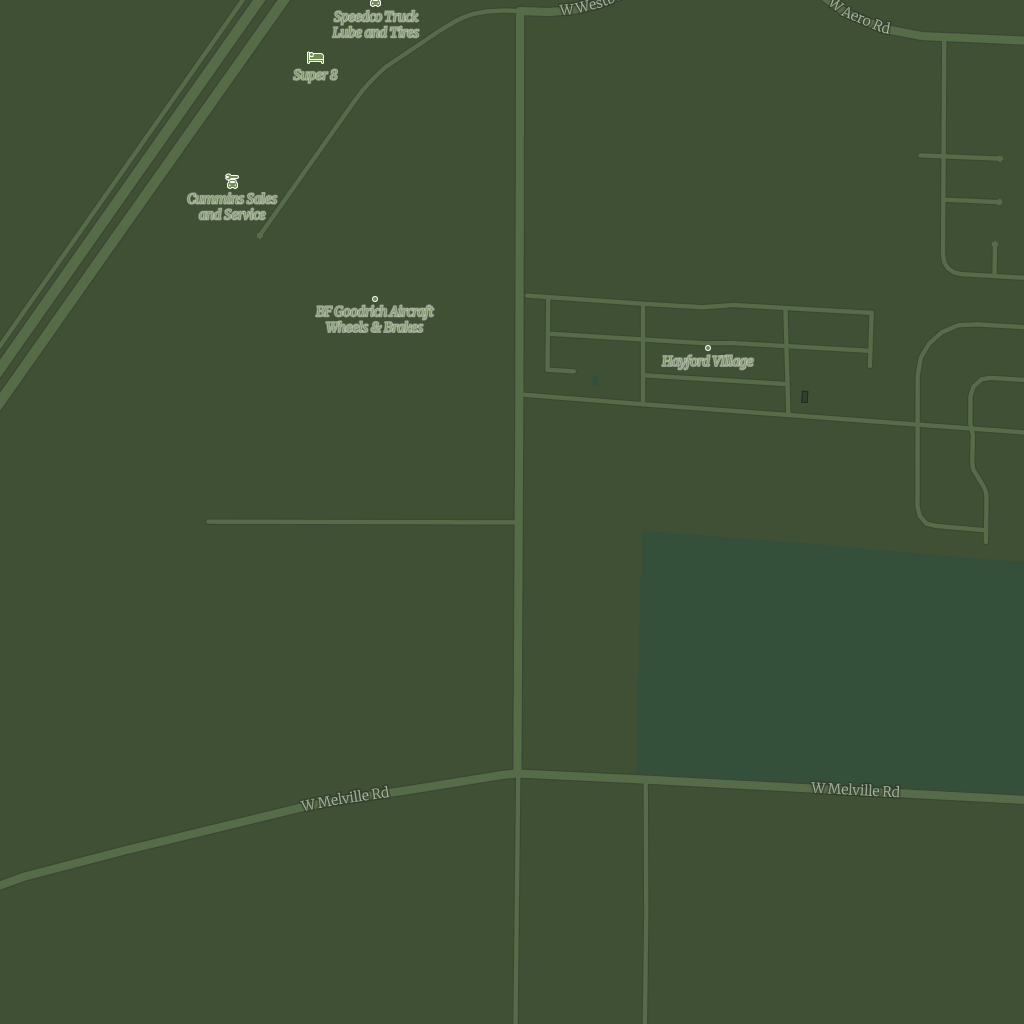 Speedco Truck
Lube and Tires
W Westo
W Aero Rd
Super 8
Cummins Sales
and Service
BF Goodrich Aircraft
Wheels & Brakes
Hayford Village
W Melville Rd
W Melville Rd